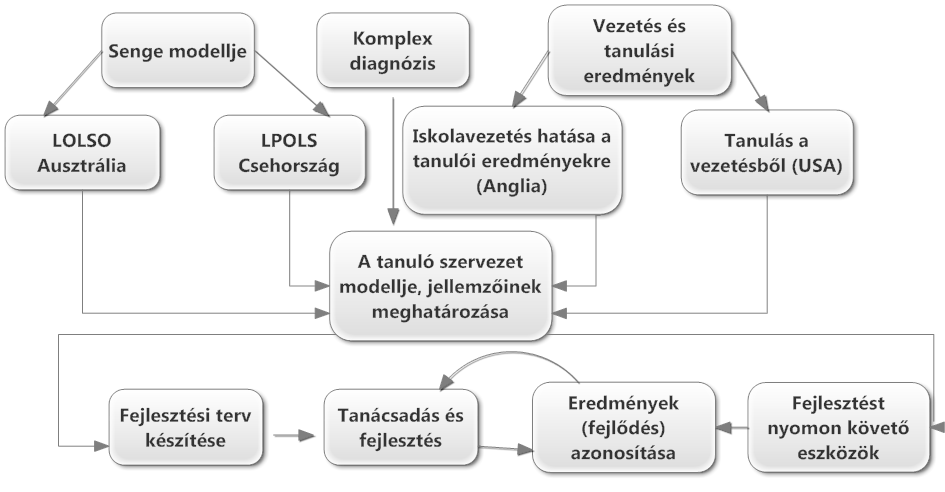 Senge modellje
Komplex
diagnózis
Vezetés és
tanulási
eredmények
LOLSO
Ausztrália
LPOLS
Csehország
Iskolavezetés hatása a
tanulói eredményekre
(Anglia)
Tanulás a
vezetésből (USA)
A tanuló szervezet
modellje, jellemzőinek
meghatározása
Fejlesztési terv
készítése
Tanácsadás és
fejlesztés
Eredmények
(fejlődés)
azonosítása
Fejlesztést
nyomon követő
eszközök